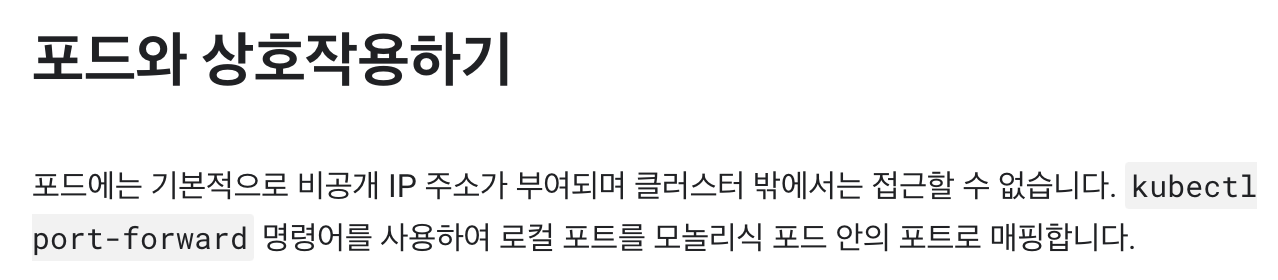 포드와 상호작용하기
포드에는 기본적으로 비공개 IP 주소가 부여되며 클러스터 밖에서는 접근할 수 없습니다. kubectl
port-forward 명령어를 사용하여 로컬 포트를 모놀리식 포드 안의 포트로 매핑합니다.